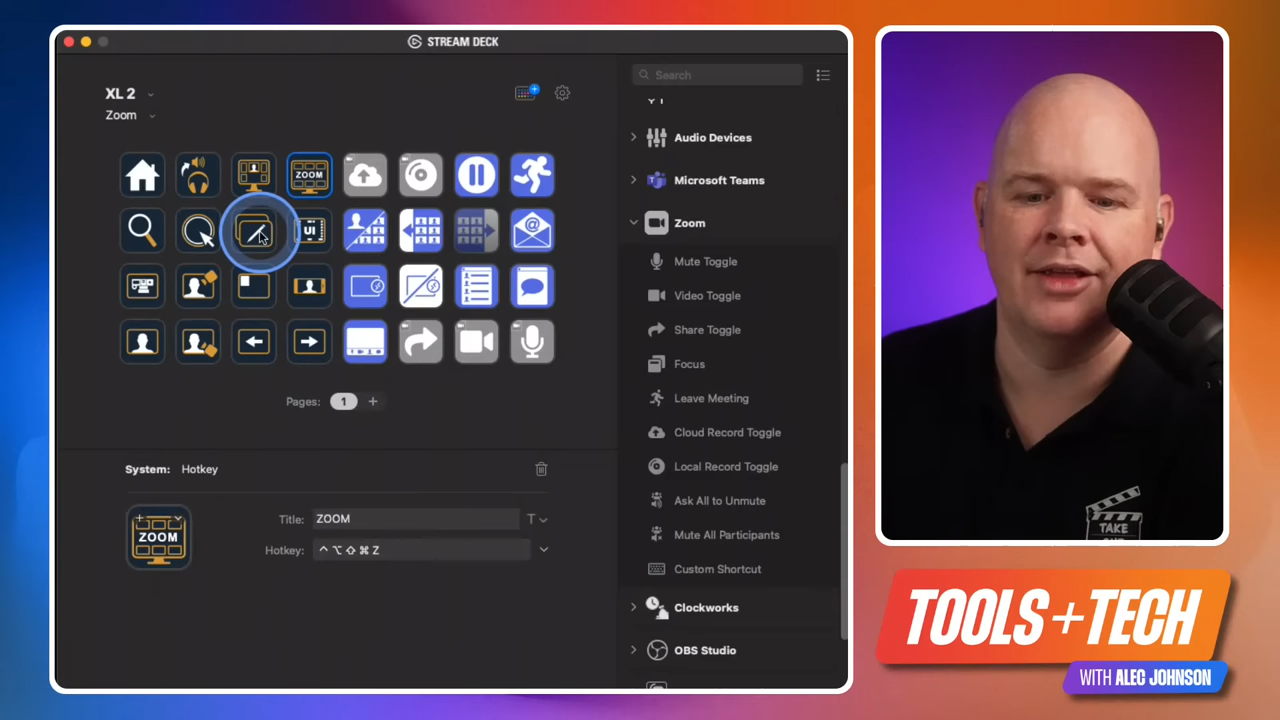 STREAM DECK
XL 2
Zoom
Search
Audio Devices
Microsoft Teams
Zoom
Mute Toggle
Video Toggle
Share Toggle
Focus
Leave Meeting
Cloud Record Toggle
Local Record Toggle
Ask All to Unmute
Mute All Participants
Custom Shortcut
Clockworks
OBS Studio
ZOOM
UI
@
Pages: 1 +
System: Hotkey
ZOOM
Title: ZOOM
T
Hotkey: ^⌥⇧⌘Z
TAKE
TOOLS+TECH
WITH ALEC JOHNSON